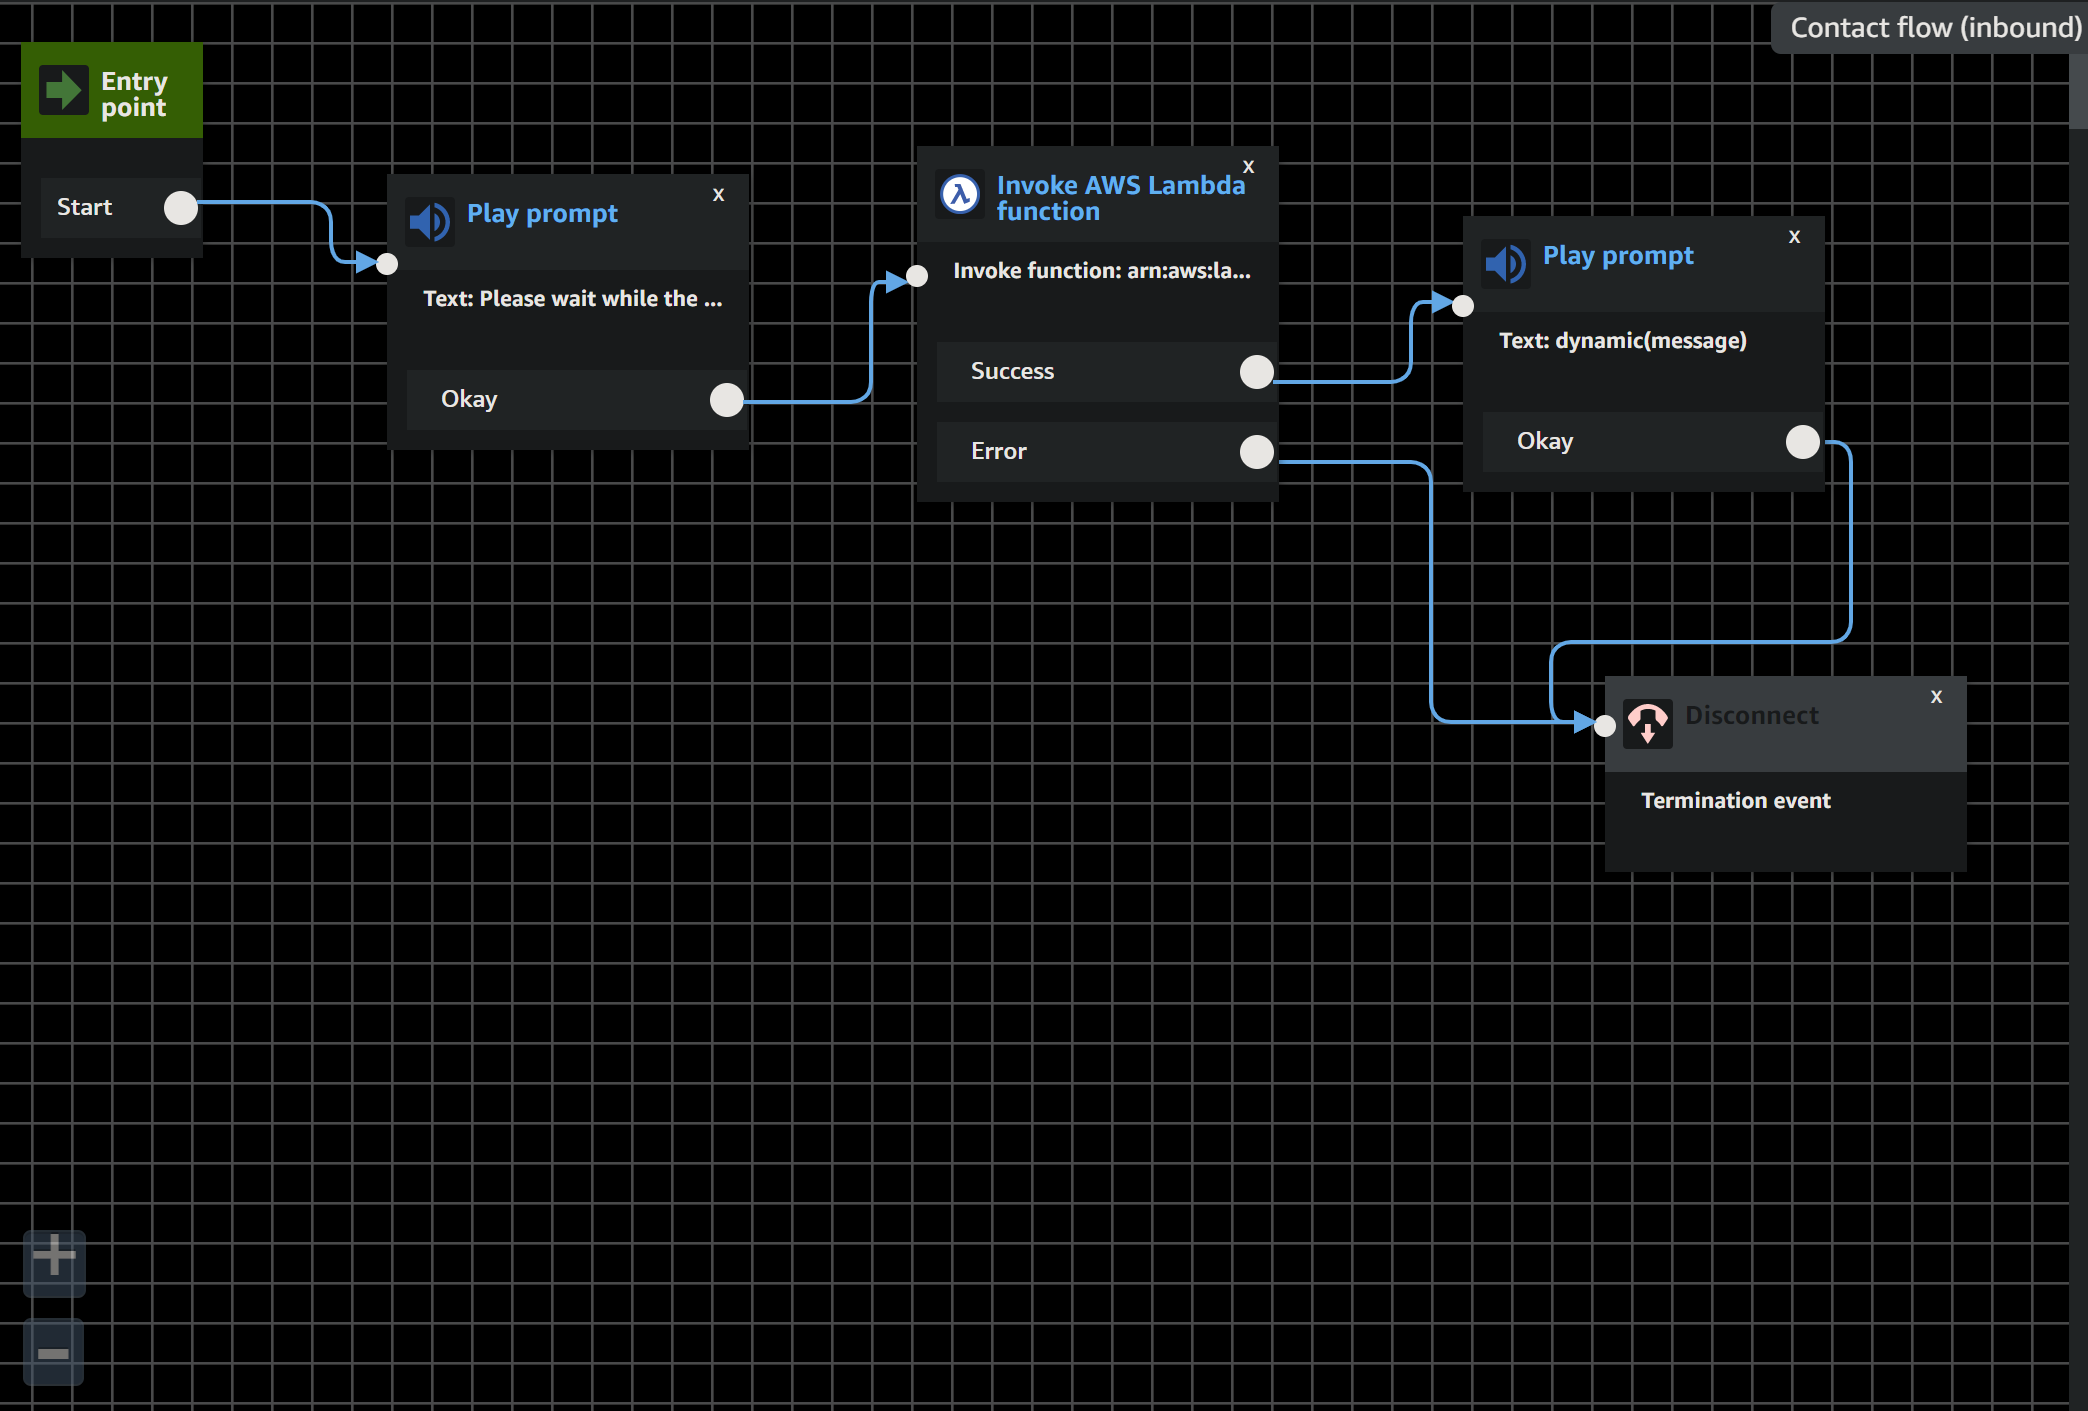 Contact flow (inbound)
Entry
point
Start
x
Play prompt
Text: Please wait while the ...
Okay
x
Invoke AWS Lambda
function
Invoke function: arn:aws:la...
Success
Error
x
Play prompt
Text: dynamic(message)
Okay
x
Disconnect
Termination event